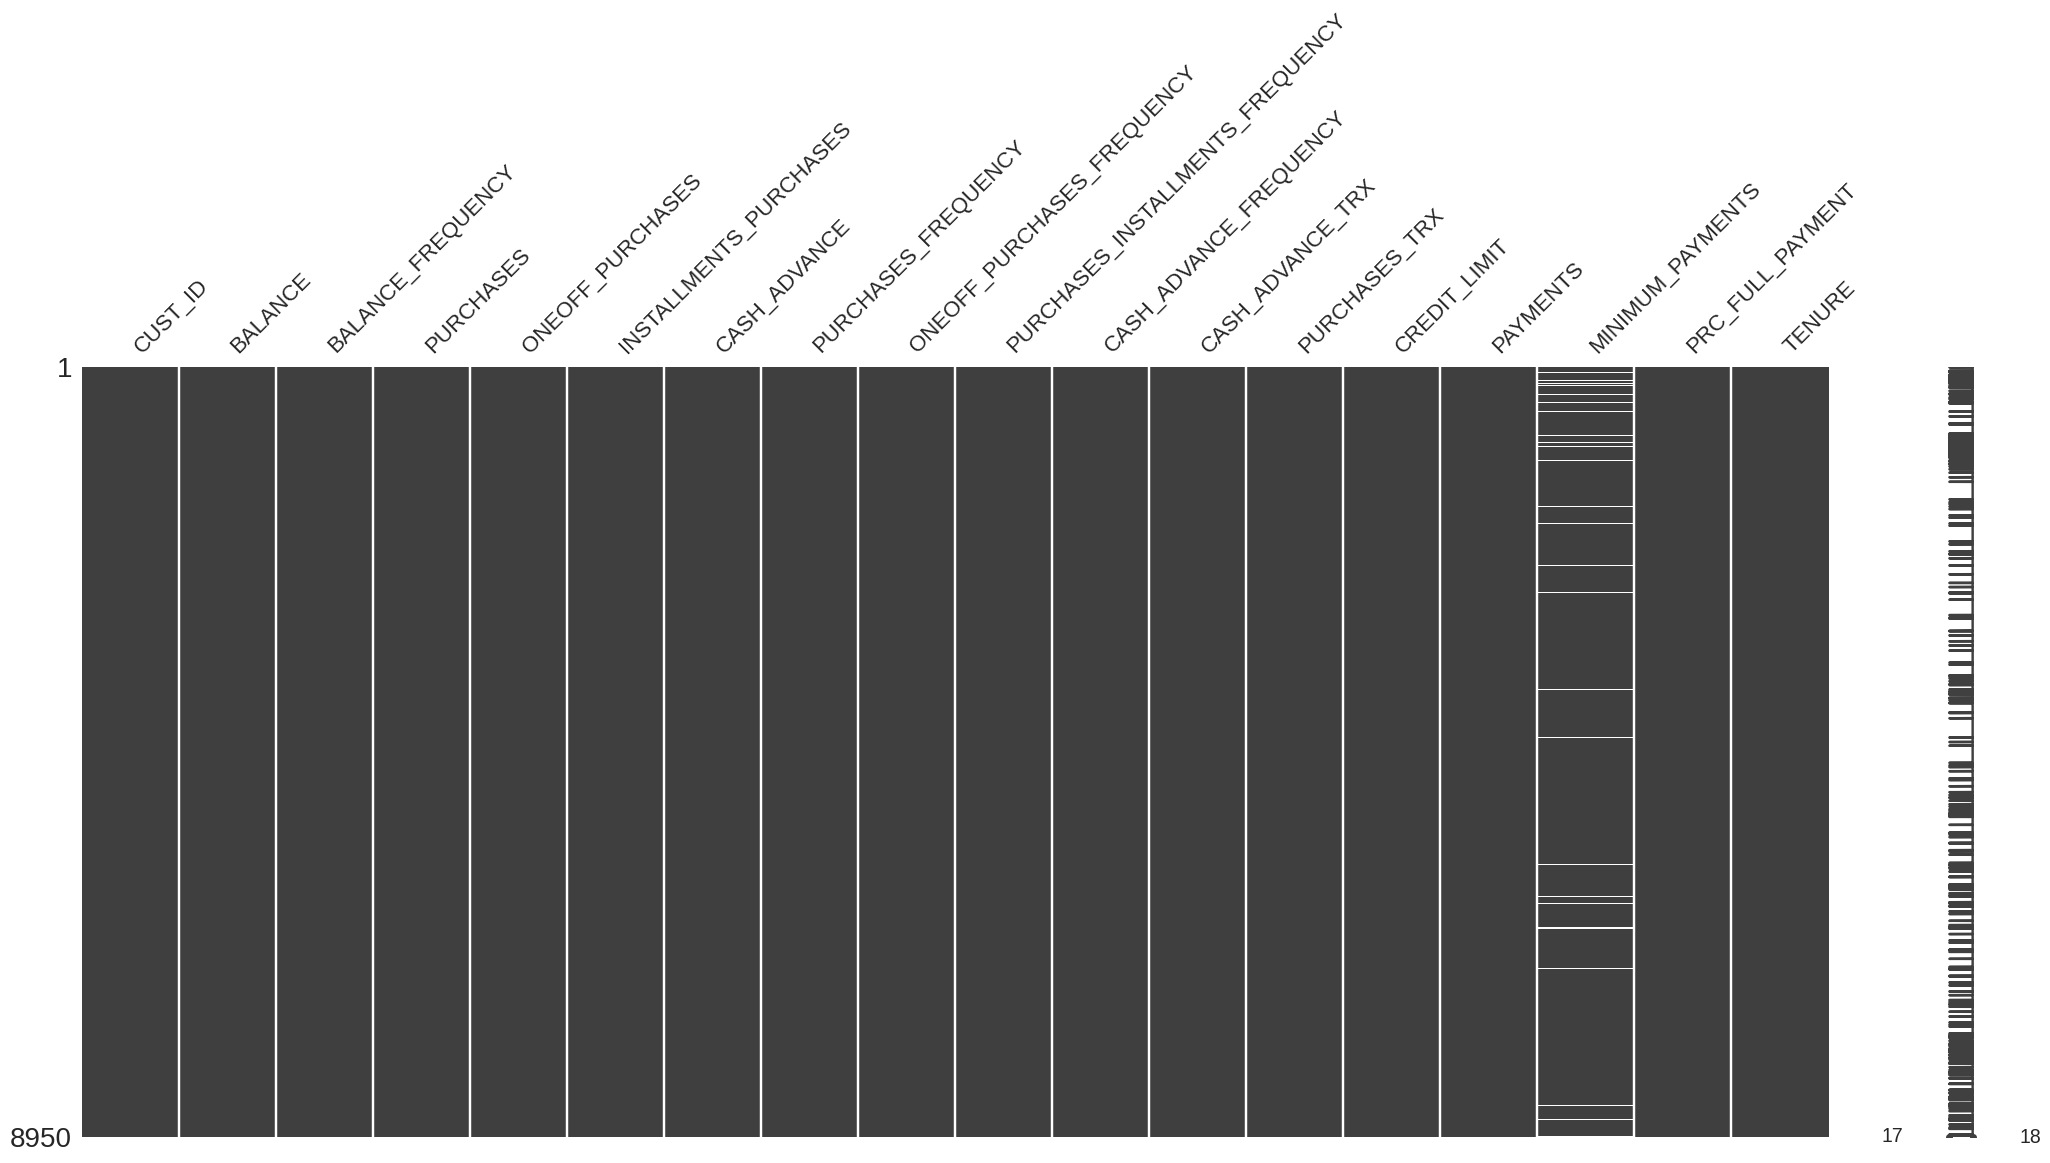 CUST_ID
BALANCE
BALANCE_FREQUENCY
PURCHASES
ONEOFF_PURCHASES
INSTALLMENTS_PURCHASES
CASH_ADVANCE
PURCHASES_FREQUENCY
ONEOFF_PURCHASES_FREQUENCY
PURCHASES_INSTALLMENTS_FREQUENCY
CASH_ADVANCE_FREQUENCY
CASH_ADVANCE_TRX
PURCHASES_TRX
CREDIT_LIMIT
PAYMENTS
MINIMUM_PAYMENTS
PRC_FULL_PAYMENT
TENURE
1
8950
17
18